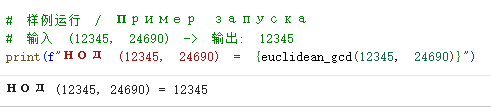 # 样例运行 / Пример запуска
# 输入 (12345, 24690) -> 输出: 12345
print(f"НОД (12345, 24690) = {euclidean_gcd(12345, 24690)}")
НОД (12345, 24690) = 12345